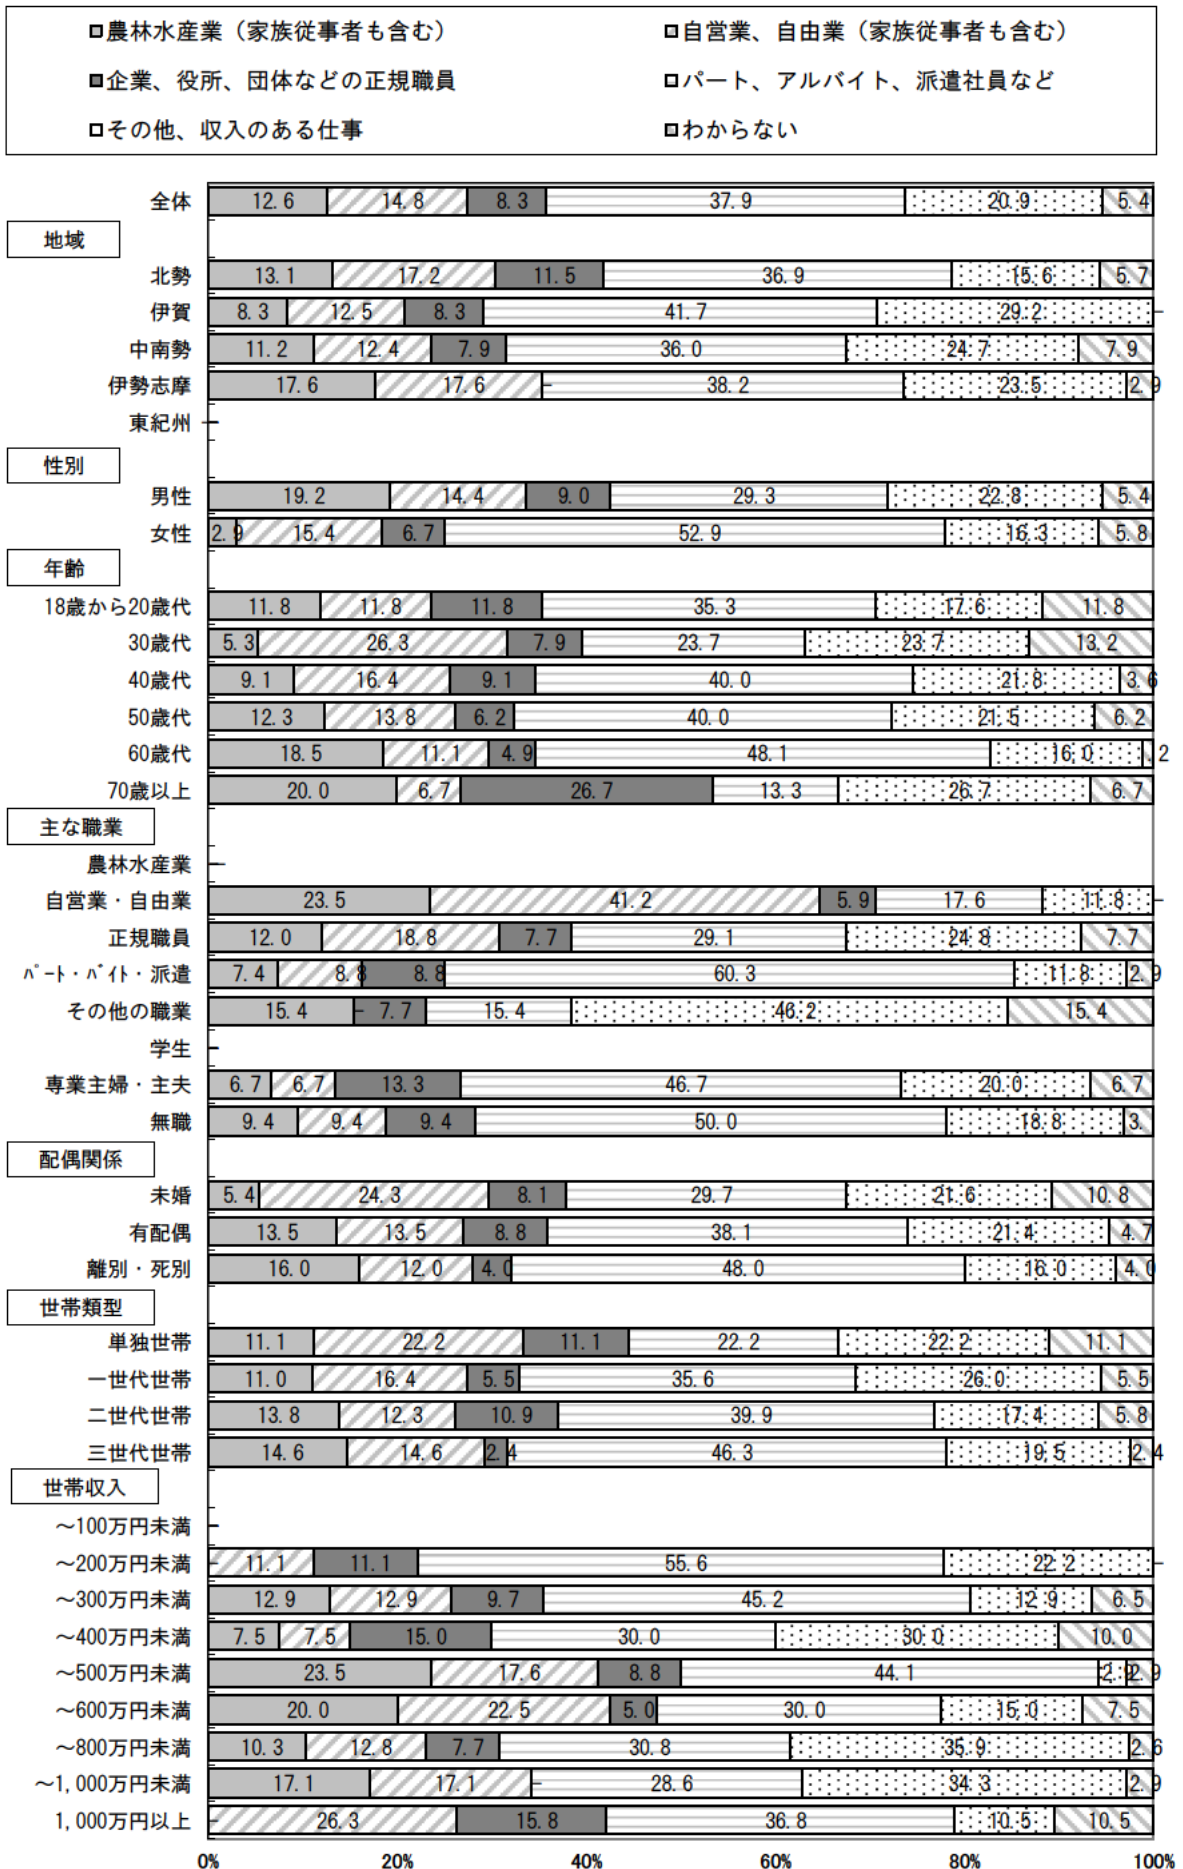 農林水産業（家族従事者も含む） 自営業、自由業（家族従事者も含む）
企業、役所、団体などの正規職員 パート、アルバイト、派遣社員など
その他、収入のある仕事 わからない
全体 12.6 14.8 8.3 37.9 20.9 5.4
地域
北勢 13.1 17.2 11.5 36.9 15.6 5.7
伊賀 8.3 12.5 8.3 41.7 29.2 -
中南勢 11.2 12.4 7.9 36.0 24.7 7.9
伊勢志摩 17.6 17.6 - 38.2 23.5 2.9
東紀州 -
性別
男性 19.2 14.4 9.0 29.3 22.8 5.4
女性 2.9 15.4 6.7 52.9 16.3 5.8
年齢
18歳から20歳代 11.8 11.8 11.8 35.3 17.6 11.8
30歳代 5.3 26.3 7.9 23.7 23.7 13.2
40歳代 9.1 16.4 9.1 40.0 21.8 3.6
50歳代 12.3 13.8 6.2 40.0 21.5 6.2
60歳代 18.5 11.1 4.9 48.1 16.0 .2
70歳以上 20.0 6.7 26.7 13.3 26.7 6.7
主な職業
農林水産業 -
自営業・自由業 23.5 41.2 5.9 17.6 11.8 -
正規職員 12.0 18.8 7.7 29.1 24.8 7.7
ﾊﾟｰﾄ・ﾊﾞｲﾄ・派遣 7.4 8.8 8.8 60.3 11.8 2.9
その他の職業 15.4 - 7.7 15.4 46.2 15.4
学生 -
専業主婦・主夫 6.7 6.7 13.3 46.7 20.0 6.7
無職 9.4 9.4 9.4 50.0 18.8 3.
配偶関係
未婚 5.4 24.3 8.1 29.7 21.6 10.8
有配偶 13.5 13.5 8.8 38.1 21.4 4.7
離別・死別 16.0 12.0 4.0 48.0 16.0 4.0
世帯類型
単独世帯 11.1 22.2 11.1 22.2 22.2 11.1
一世代世帯 11.0 16.4 5.5 35.6 26.0 5.5
二世代世帯 13.8 12.3 10.9 39.9 17.4 5.8
三世代世帯 14.6 14.6 2.4 46.3 19.5 2.4
世帯収入
～100万円未満 -
～200万円未満 - 11.1 11.1 55.6 22.2 -
～300万円未満 12.9 12.9 9.7 45.2 12.9 6.5
～400万円未満 7.5 7.5 15.0 30.0 30.0 10.0
～500万円未満 23.5 17.6 8.8 44.1 2.9 2.9
～600万円未満 20.0 22.5 5.0 30.0 15.0 7.5
～800万円未満 10.3 12.8 7.7 30.8 35.9 2.6
～1,000万円未満 17.1 17.1 - 28.6 34.3 2.9
1,000万円以上 - 26.3 15.8 36.8 10.5 10.5
0% 20% 40% 60% 80% 100%